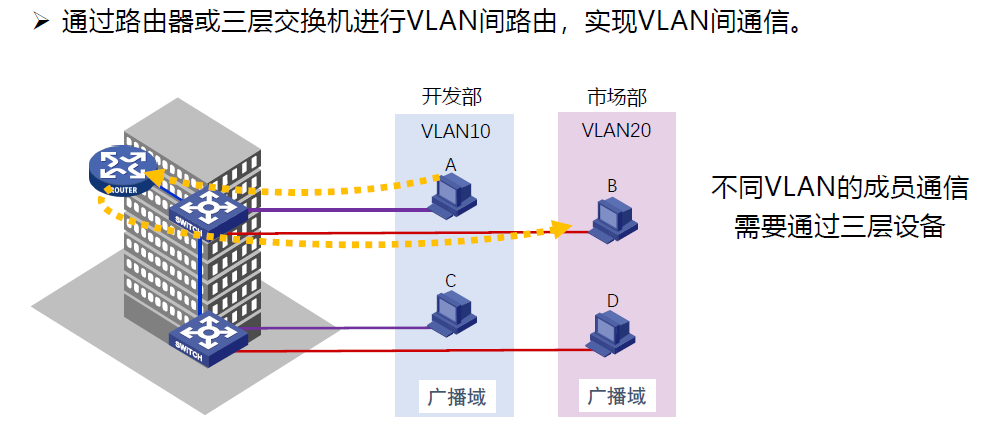 ➢ 通过路由器或三层交换机进行VLAN间路由，实现VLAN间通信。
开发部
市场部
VLAN10
VLAN20
A
B
ROUTER
SWITCH
不同VLAN的成员通信
需要通过三层设备
C
D
SWITCH
广播域
广播域